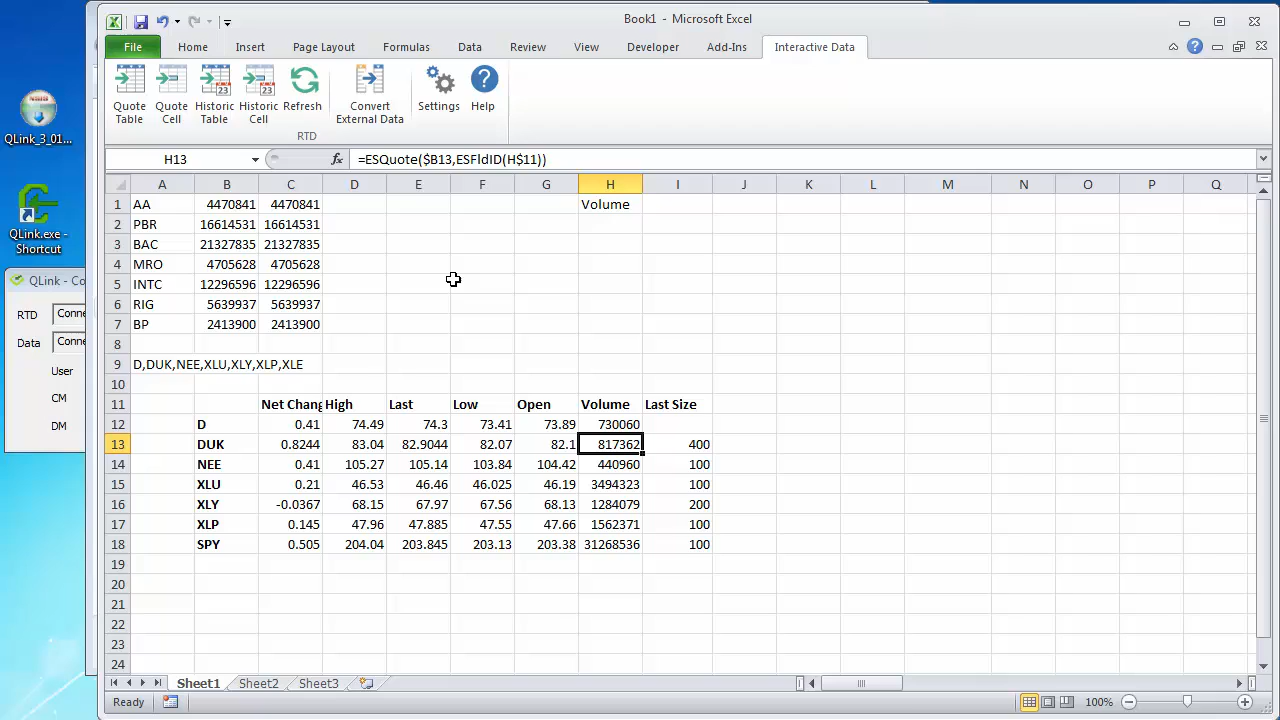 Book1 - Microsoft Excel
File Home Insert Page Layout Formulas Data Review View Developer Add-Ins Interactive Data
Quote Table
Quote Cell
Historic Table
Historic Cell
Refresh
Convert External Data
Settings
Help
RTD
H13 fx =ESQuote($B13,ESFldID(H$11))
A B C D E F G H I J K L M N O P Q
1 AA 4470841 4470841 Volume
2 PBR 16614531 16614531
3 BAC 21327835 21327835
4 MRO 4705628 4705628
5 INTC 12296596 12296596
6 RIG 5639937 5639937
7 BP 2413900 2413900
8
9 D,DUK,NEE,XLU,XLY,XLP,XLE
10
11 Net Chang High Last Low Open Volume Last Size
12 D 0.41 74.49 74.3 73.41 73.89 730060
13 DUK 0.8244 83.04 82.9044 82.07 82.1 817362 400
14 NEE 0.41 105.27 105.14 103.84 104.42 440960 100
15 XLU 0.21 46.53 46.46 46.025 46.19 3494323 100
16 XLY -0.0367 68.15 67.97 67.56 68.13 1284079 200
17 XLP 0.145 47.96 47.885 47.55 47.66 1562371 100
18 SPY 0.505 204.04 203.845 203.13 203.38 31268536 100
19
20
21
22
23
24
Sheet1 Sheet2 Sheet3
Ready 100%
QLink_3_01...
QLink.exe - Shortcut
QLink - Co
RTD Conne
Data Conne
User
CM
DM